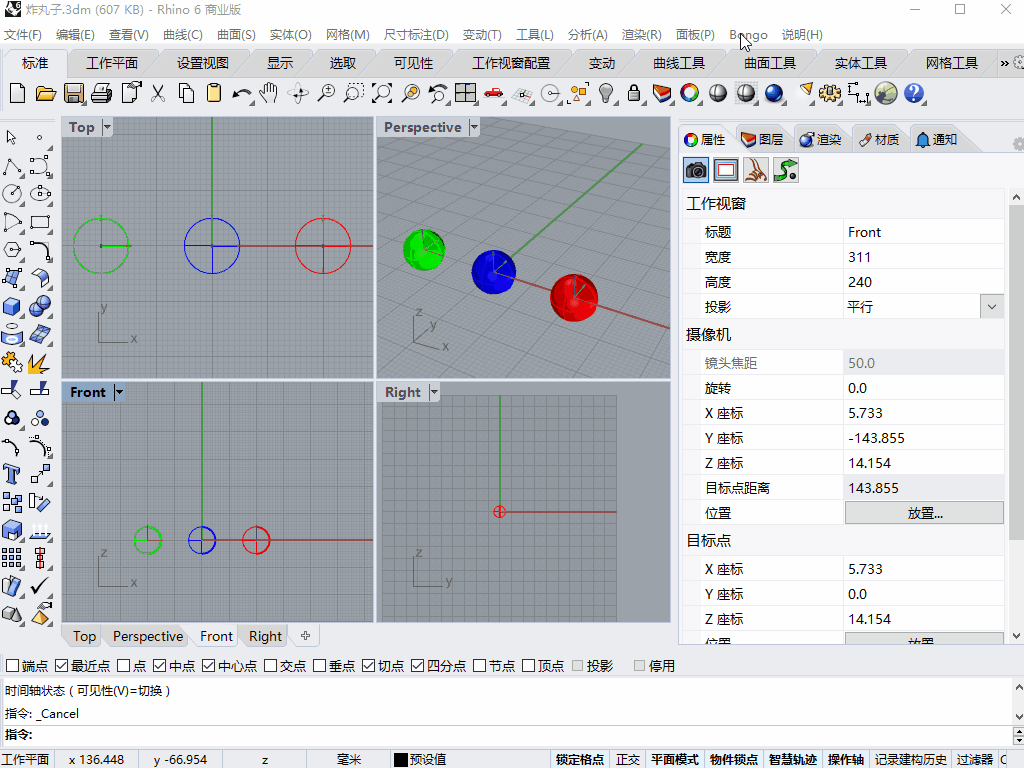 炸丸子.3dm (607 KB) - Rhino 6 商业版
文件(F) 编辑(E) 查看(V) 曲线(C) 曲面(S) 实体(O) 网格(M) 尺寸标注(D) 变动(T) 工具(L) 分析(A) 渲染(R) 面板(P) Bongo 说明(H)
标准 工作平面 设置视图 显示 选取 可见性 工作视窗配置 变动 曲线工具 曲面工具 实体工具 网格工具 »
Top Perspective
属性 图层 渲染 材质 通知
工作视窗
标题 Front
宽度 311
高度 240
投影 平行
摄像机
镜头焦距 50.0
旋转 0.0
X 座标 5.733
Y 座标 -143.855
Z 座标 14.154
目标点距离 143.855
位置 放置...
目标点
X 座标 5.733
Y 座标 0.0
Z 座标 14.154
位置 放置
y x
z y x
Front Right
z x
z y
Top Perspective Front Right
端点 最近点 点 中点 中心点 交点 垂点 切点 四分点 节点 顶点 投影 停用
时间轴状态 ( 可见性(V)=切换 )
指令: _Cancel
指令:
工作平面 x 136.448 y -66.954 z 毫米 预设值 锁定格点 正交 平面模式 物件锁点 智慧轨迹 操作轴 记录建构历史 过滤器 C